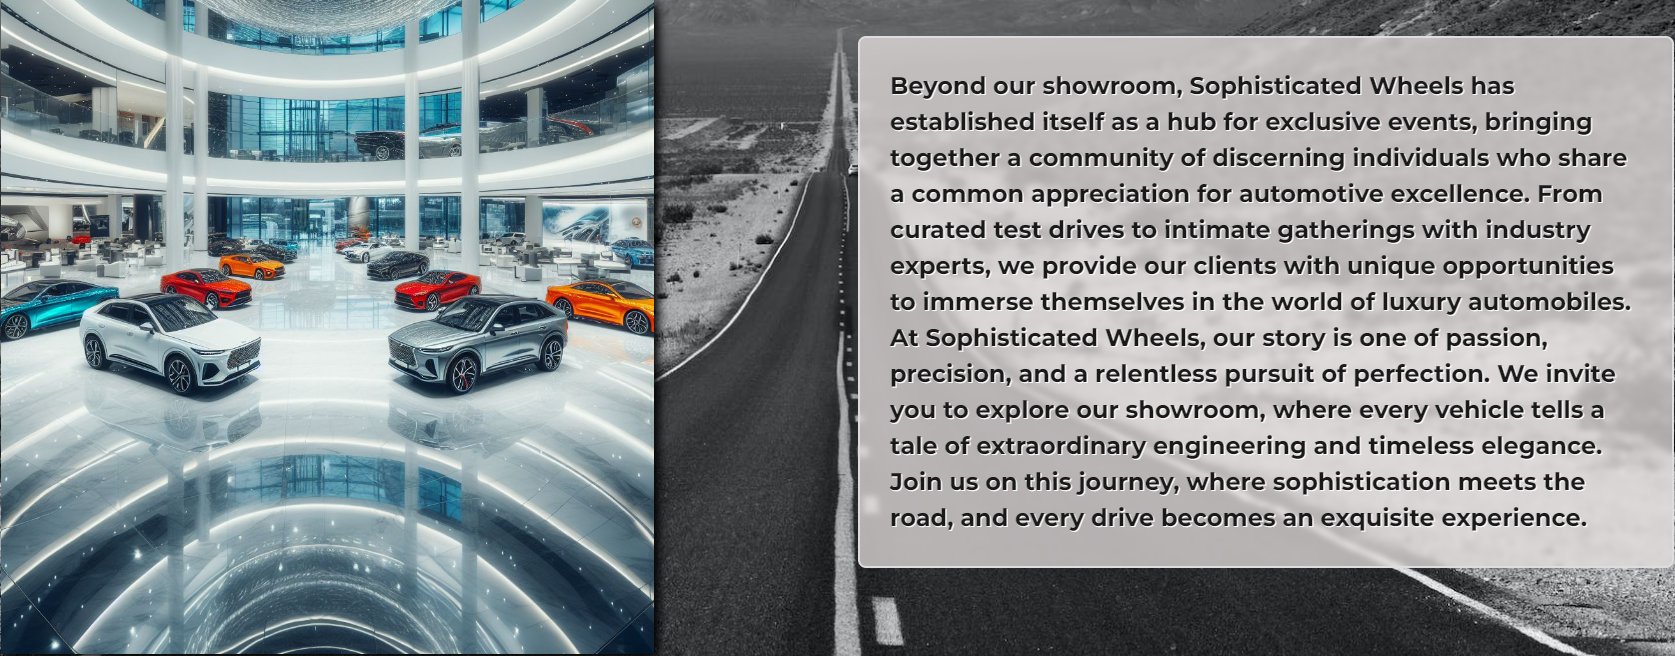 Beyond our showroom, Sophisticated Wheels has
established itself as a hub for exclusive events, bringing
together a community of discerning individuals who share
a common appreciation for automotive excellence. From
curated test drives to intimate gatherings with industry
experts, we provide our clients with unique opportunities
to immerse themselves in the world of luxury automobiles.
At Sophisticated Wheels, our story is one of passion,
precision, and a relentless pursuit of perfection. We invite
you to explore our showroom, where every vehicle tells a
tale of extraordinary engineering and timeless elegance.
Join us on this journey, where sophistication meets the
road, and every drive becomes an exquisite experience.